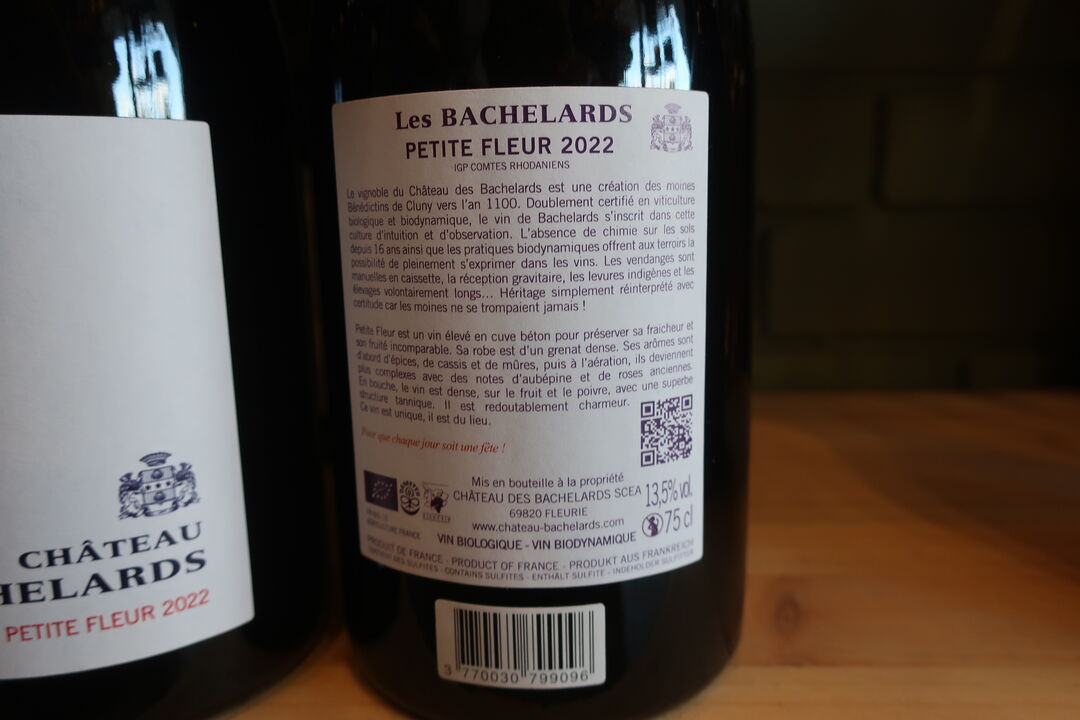 Les BACHELARDS
PETITE FLEUR 2022
IGP COMTES RHODANIENS
Le vignoble du Château des Bachelards est une création des moines
Bénédictins de Cluny vers l'an 1100. Doublement certifié en viticulture
biologique et biodynamique, le vin de Bachelards s'inscrit dans cette
culture d'intuition et d'observation. L'absence de chimie sur les sols
depuis 16 ans ainsi que les pratiques biodynamiques offrent aux terroirs la
possibilité de pleinement s'exprimer dans les vins. Les vendanges sont
manuelles en caissette, la réception gravitaire, les levures indigènes et les
élevages volontairement longs... Héritage simplement réinterprété avec
certitude car les moines ne se trompaient jamais !
Petite Fleur est un vin élevé en cuve béton pour préserver sa fraicheur et
son fruité incomparable. Sa robe est d'un grenat dense. Ses arômes sont
d'abord d'épices, de cassis et de mûres, puis à l'aération, ils deviennent
plus complexes avec des notes d'aubépine et de roses anciennes.
En bouche, le vin est dense, sur le fruit et le poivre, avec une superbe
structure tannique. Il est redoutablement charmeur.
Ce vin est unique, il est du lieu.
Pour que chaque jour soit une fête !
Mis en bouteille à la propriété
CHÂTEAU DES BACHELARDS SCEA
69820 FLEURIE
www.chateau-bachelards.com
13,5% vol.
75 cl
AGRICULTURE FRANCE
VIN BIOLOGIQUE - VIN BIODYNAMIQUE
PRODUIT DE FRANCE - PRODUCT OF FRANCE - PRODUKT AUS FRANKREICH
CONTIENT DES SULFITES - CONTAINS SULFITES - ENTHÄLT SULFITE - INDEHOLDER SULFITTER
3 770030 799096
CHÂTEAU
HELARDS
PETITE FLEUR 2022